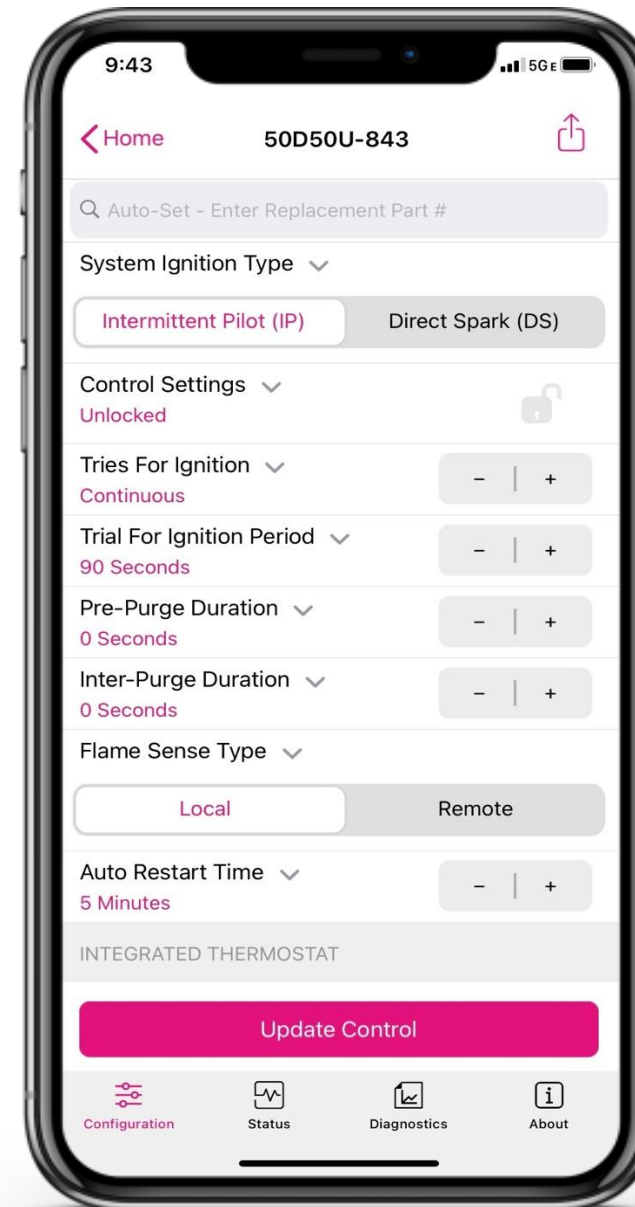 9:43
5GE
Home
50D50U-843
Auto-Set - Enter Replacement Part #
System Ignition Type
Intermittent Pilot (IP)
Direct Spark (DS)
Control Settings
Unlocked
Tries For Ignition
Continuous
- | +
Trial For Ignition Period
90 Seconds
- | +
Pre-Purge Duration
0 Seconds
- | +
Inter-Purge Duration
0 Seconds
- | +
Flame Sense Type
Local
Remote
Auto Restart Time
5 Minutes
- | +
INTEGRATED THERMOSTAT
Update Control
Configuration
Status
Diagnostics
About